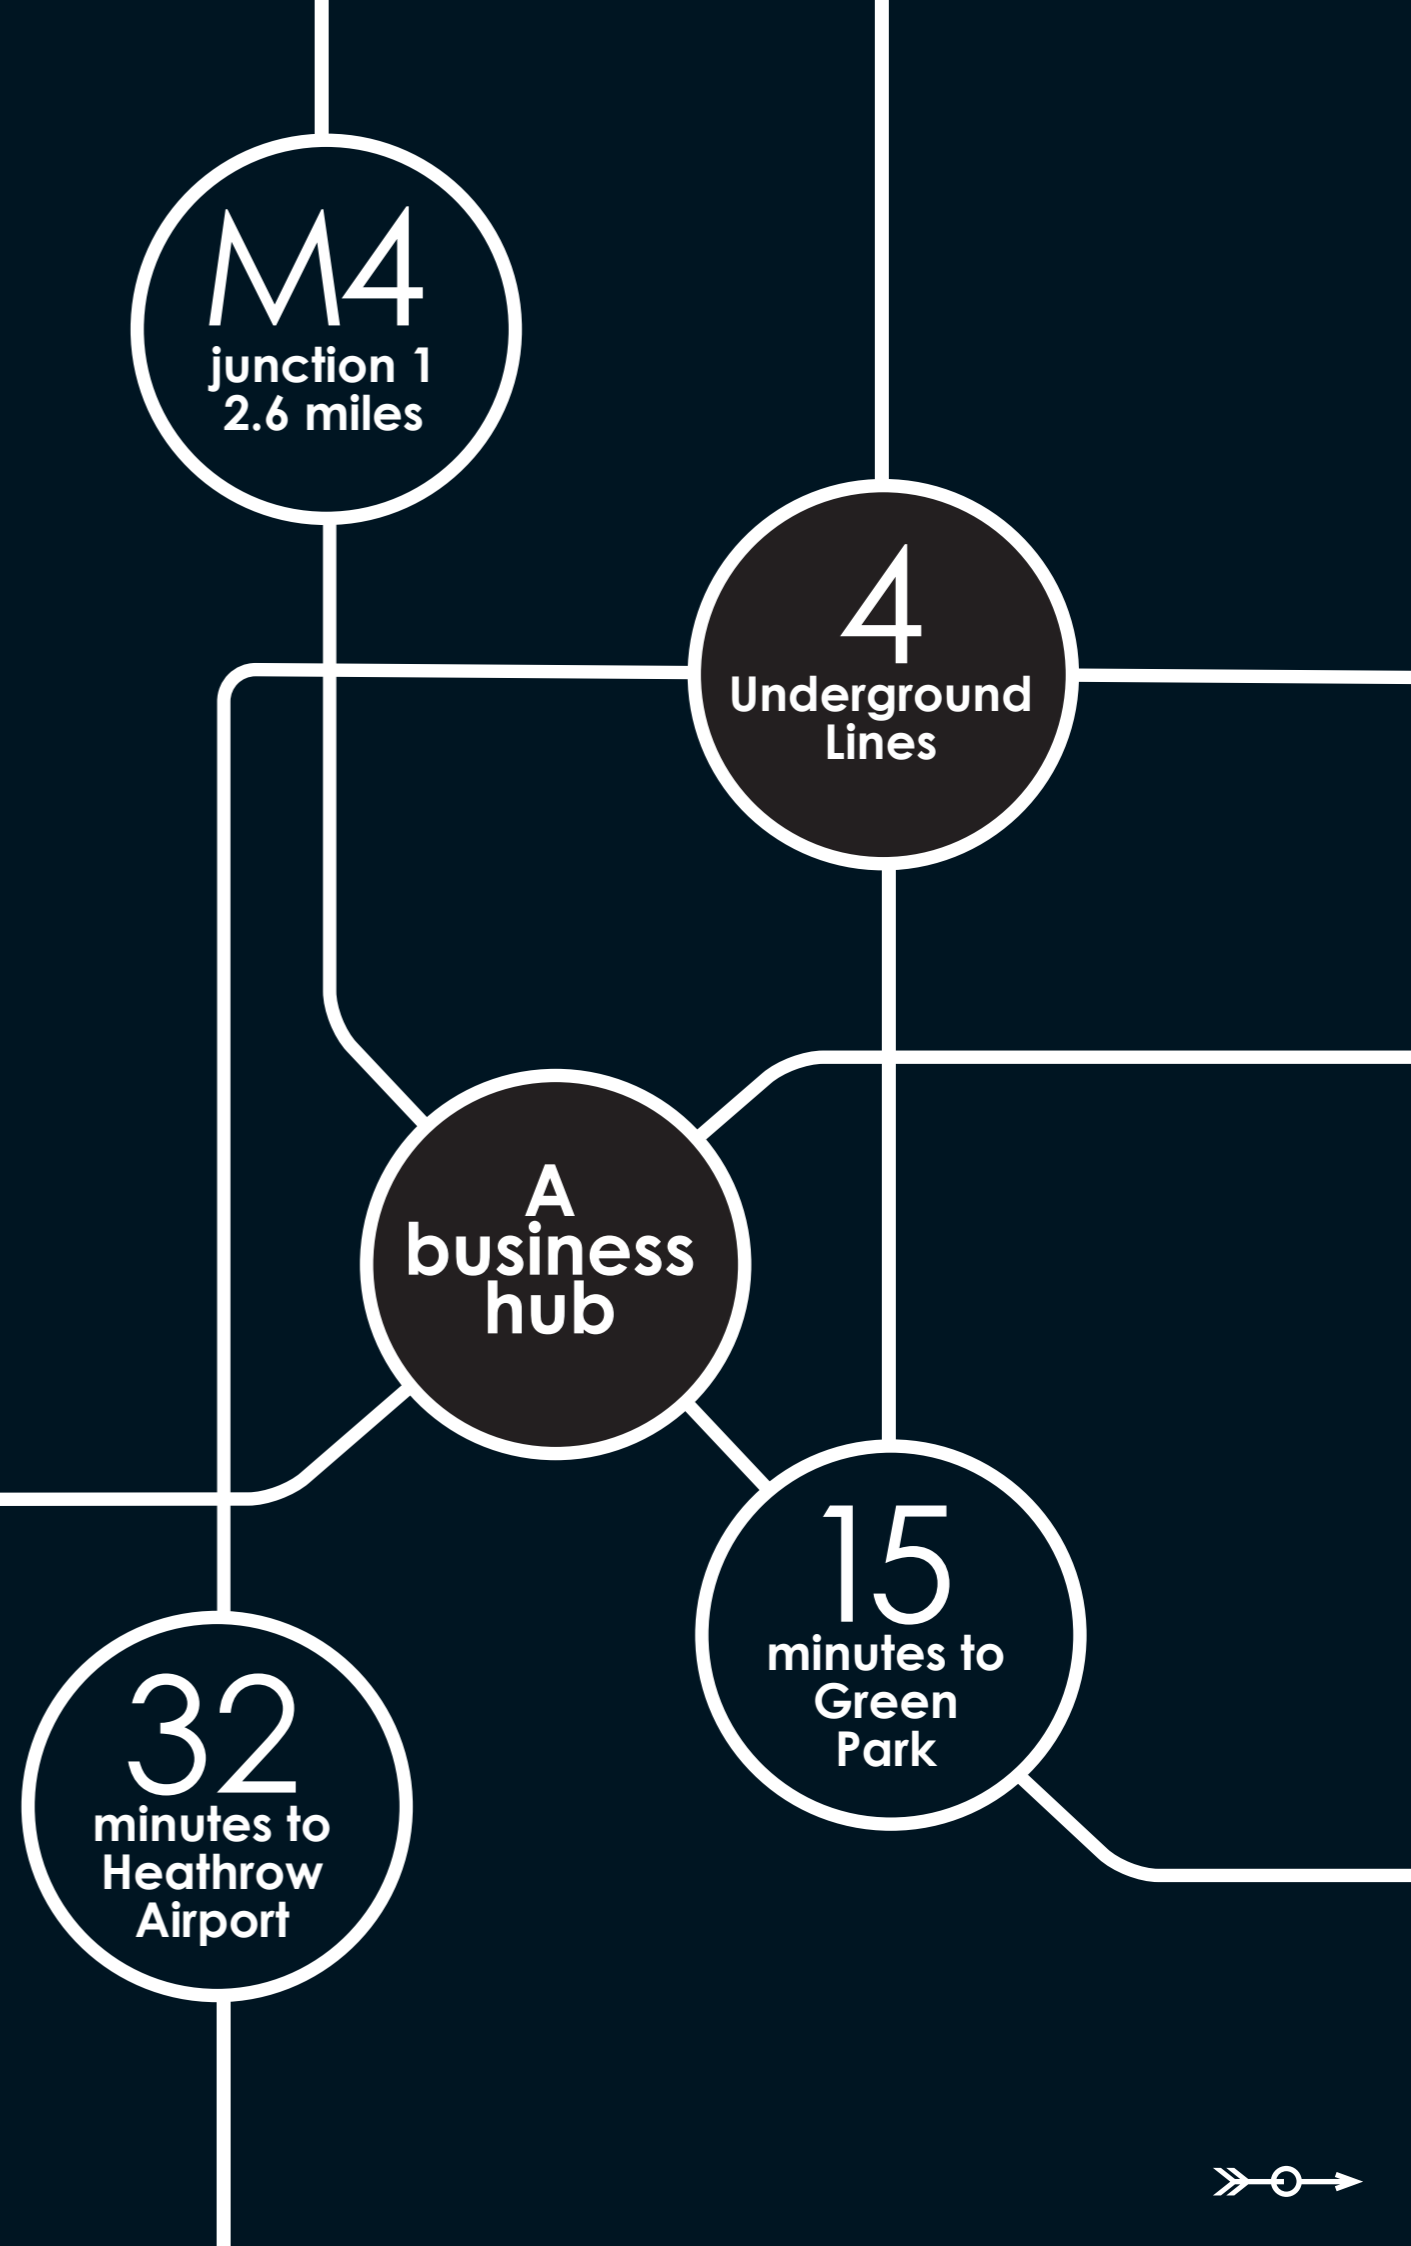 M4
junction 1
2.6 miles
4
Underground
Lines
A
business
hub
15
minutes to
Green
Park
32
minutes to
Heathrow
Airport